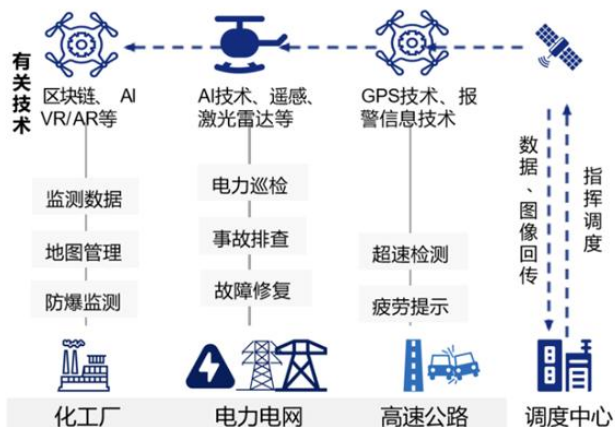 有关技术
区块链、 AI
VR/AR等
AI技术、遥感、
激光雷达等
GPS技术、报
警信息技术
监测数据
地图管理
防爆监测
电力巡检
事故排查
故障修复
超速检测
疲劳提示
数据、图像回传
指挥调度
化工厂
电力电网
高速公路
调度中心